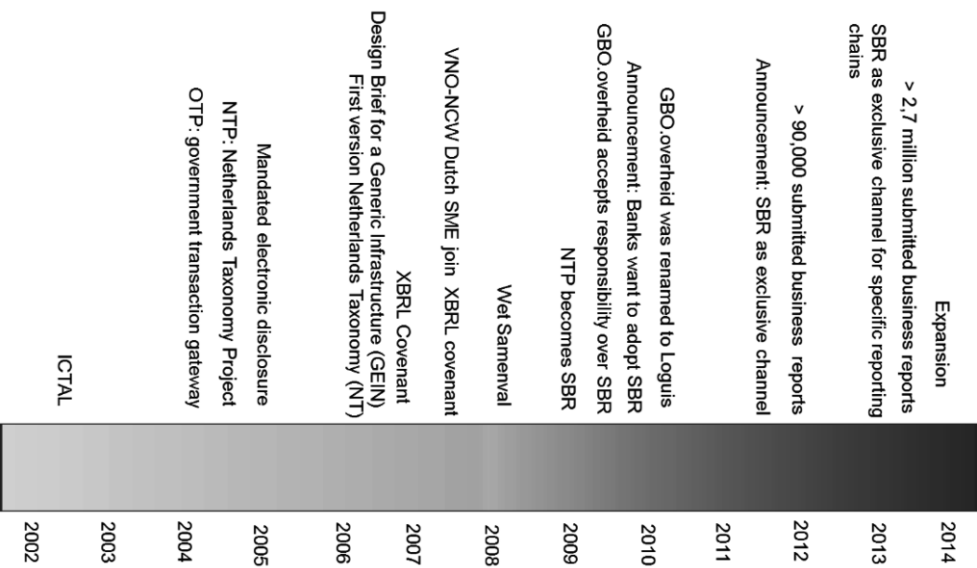 Expansion
> 2,7 million submitted business reports
SBR as exclusive channel for specific reporting
chains
> 90,000 submitted business reports
Announcement: SBR as exclusive channel
GBO.overheid was renamed to Loguis
Announcement: Banks want to adopt SBR
GBO.overheid accepts responsibility over SBR
NTP becomes SBR
Wet Samenval
VNO-NCW Dutch SME join XBRL covenant
XBRL Covenant
Design Brief for a Generic Infrastructure (GEIN)
First version Netherlands Taxonomy (NT)
Mandated electronic disclosure
NTP: Netherlands Taxonomy Project
OTP: government transaction gateway
ICTAL
2014
2013
2012
2011
2010
2009
2008
2007
2006
2005
2004
2003
2002